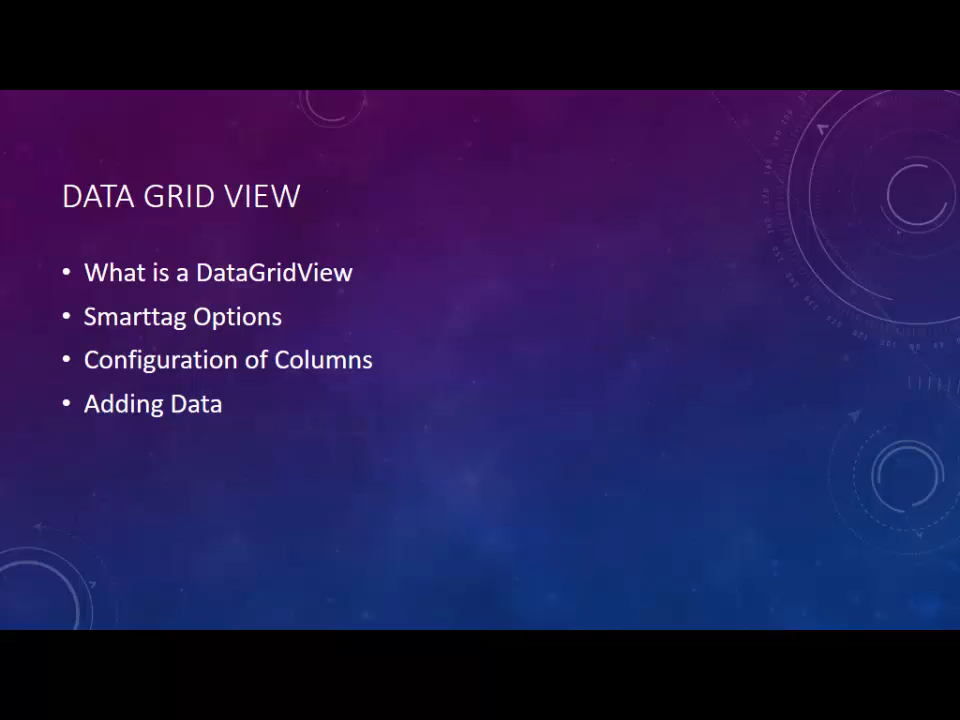 DATA GRID VIEW
• What is a DataGridView
• Smarttag Options
• Configuration of Columns
• Adding Data